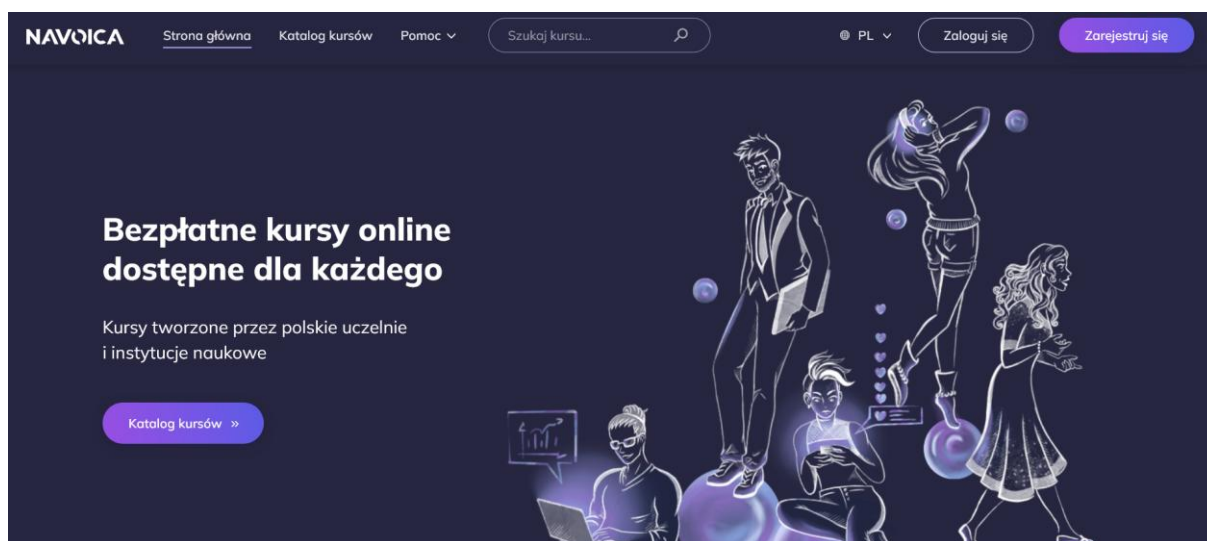 NAVOICA Strona główna Katalog kursów Pomoc Szukaj kursu... PL Zaloguj się Zarejestruj się
Bezpłatne kursy online
dostępne dla każdego
Kursy tworzone przez polskie uczelnie
i instytucje naukowe
Katalog kursów »